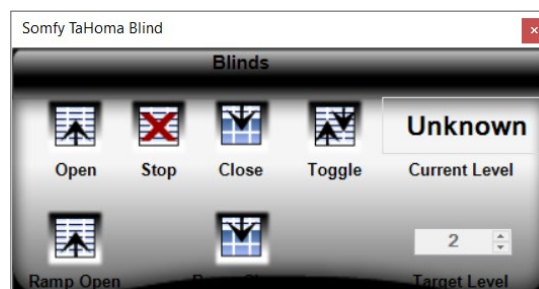 Somfy TaHoma Blind
Blinds
Unknown
Open Stop Close Toggle Current Level
2
Ramp Open
Target Level